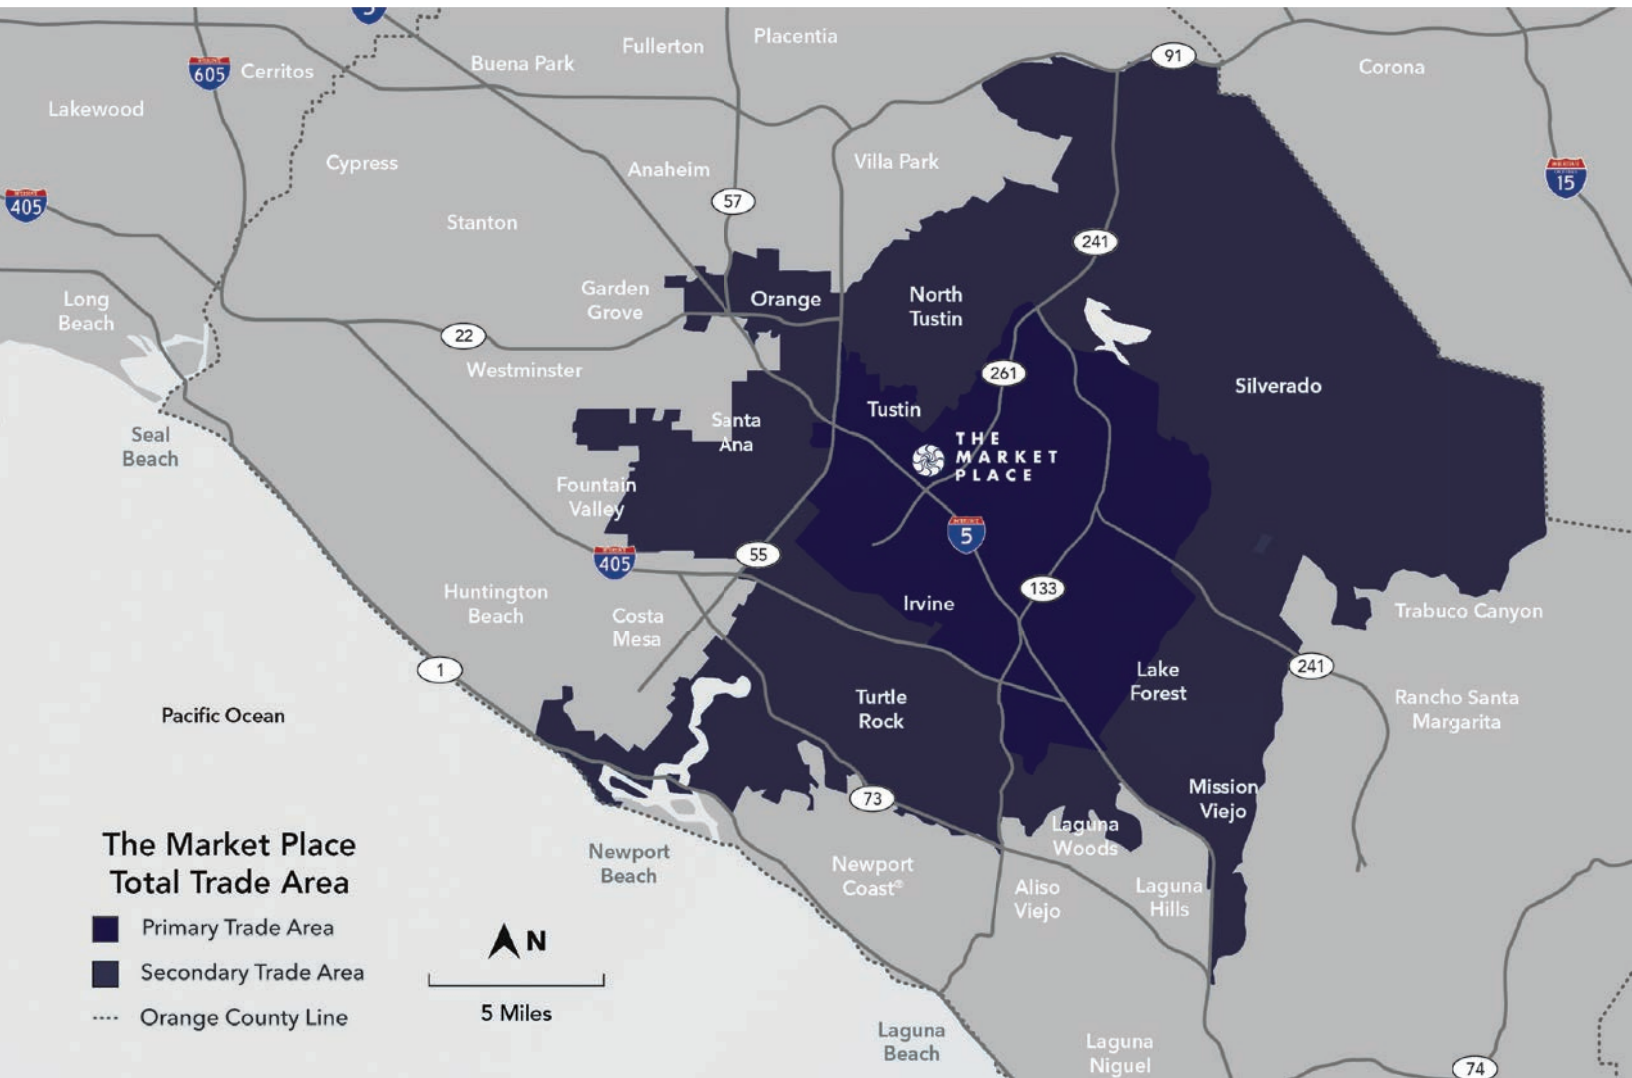 5
Placentia
91
Fullerton
Corona
Buena Park
605
Cerritos
Lakewood
Villa Park
Cypress
Anaheim
15
405
57
Stanton
241
Garden
Grove
Orange
North
Tustin
Long
Beach
22
Westminster
261
Silverado
Tustin
Santa
Ana
THE
MARKET
PLACE
Seal
Beach
Fountain
Valley
5
405
55
133
Huntington
Beach
Irvine
Costa
Mesa
Trabuco Canyon
1
241
Lake
Forest
Turtle
Rock
Rancho Santa
Margarita
Pacific Ocean
Mission
Viejo
73
Laguna
Woods
Newport
Beach
Newport
Coast®
Aliso
Viejo
Laguna
Hills
The Market Place
Total Trade Area
Primary Trade Area
Secondary Trade Area
Orange County Line
N
5 Miles
Laguna
Beach
Laguna
Niguel
74